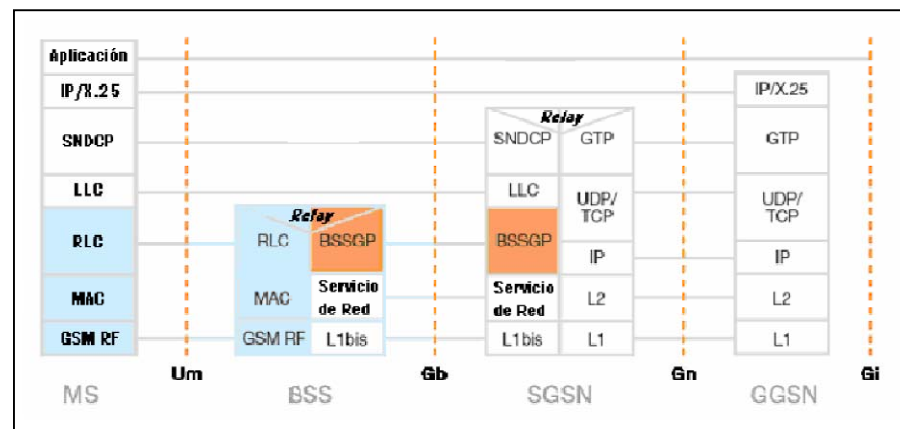 Aplicación
IP/X.25
IP/X.25
Relay
SNDCP
SNDCP
GTP
GTP
LLC
LLC
UDP/
TCP
UDP/
TCP
Relay
RLC
RLC
BSSGP
BSSGP
IP
IP
MAC
MAC
Servicio
de Red
Servicio
de Red
L2
L2
GSM RF
GSM RF
L1bis
L1bis
L1
L1
Um
Gb
Gn
Gi
MS
BSS
SGSN
GGSN